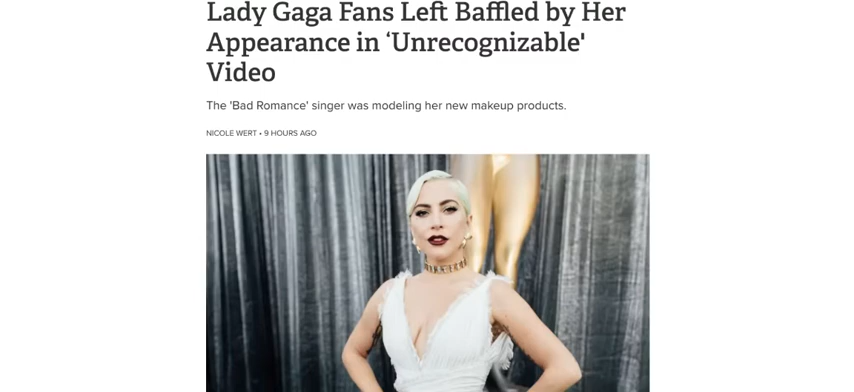 Lady Gaga Fans Left Baffled by Her
Appearance in ‘Unrecognizable'
Video
The 'Bad Romance' singer was modeling her new makeup products.
NICOLE WERT • 9 HOURS AGO